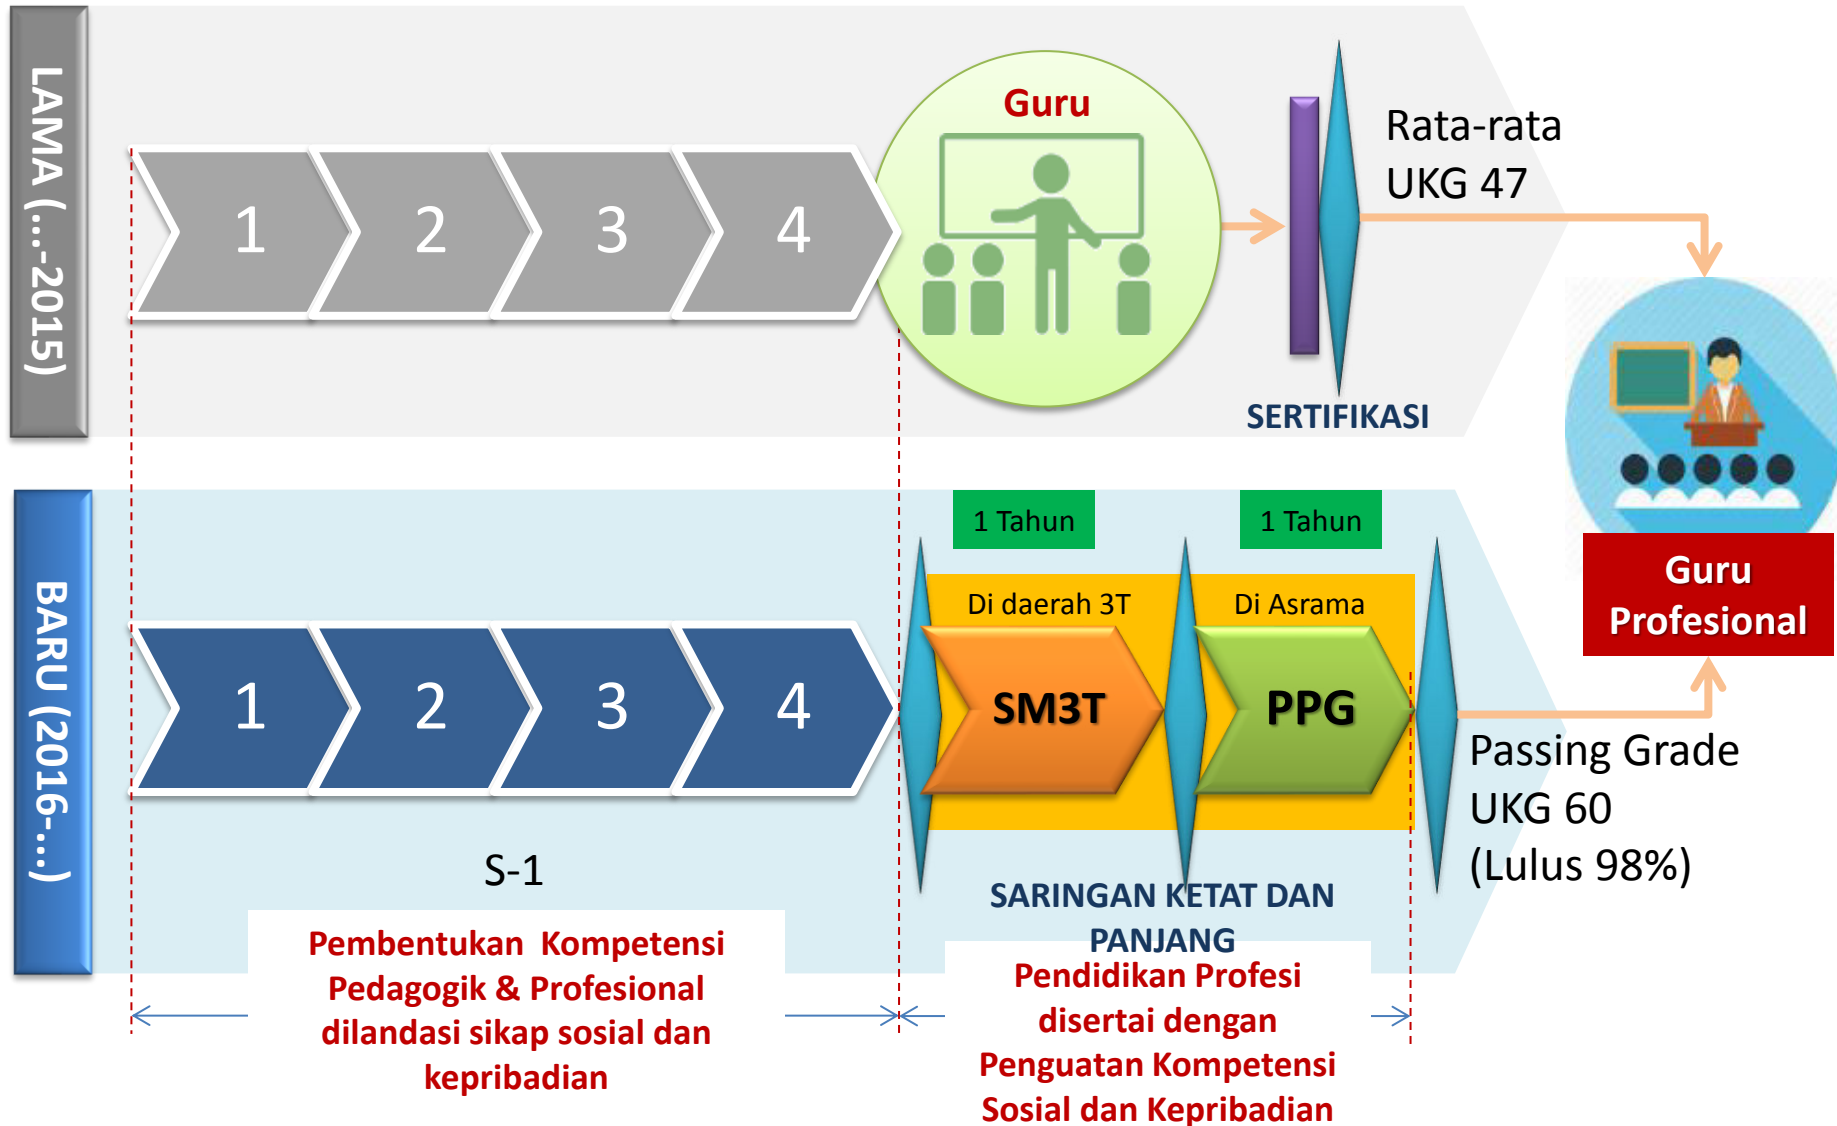 LAMA (...-2015)
1
2
3
4
Guru
SERTIFIKASI
Rata-rata
UKG 47
Guru
Profesional
BARU (2016-...)
1
2
3
4
S-1
1 Tahun
1 Tahun
Di daerah 3T
Di Asrama
SM3T
PPG
Passing Grade
UKG 60
(Lulus 98%)
SARINGAN KETAT DAN
PANJANG
Pembentukan Kompetensi
Pedagogik & Profesional
dilandasi sikap sosial dan
kepribadian
Pendidikan Profesi
disertai dengan
Penguatan Kompetensi
Sosial dan Kepribadian